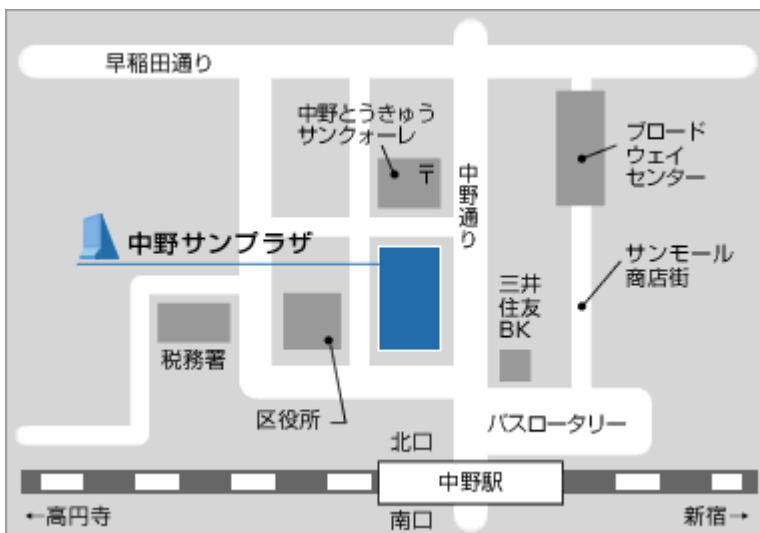 早稲田通り
中野とうきゅう
サンクォーレ
〒
ブロード
ウェイ
センター
中野通り
中野サンプラザ
サンモール
商店街
三井
住友
BK
税務署
区役所
バスロータリー
北口
中野駅
←高円寺
南口
新宿→